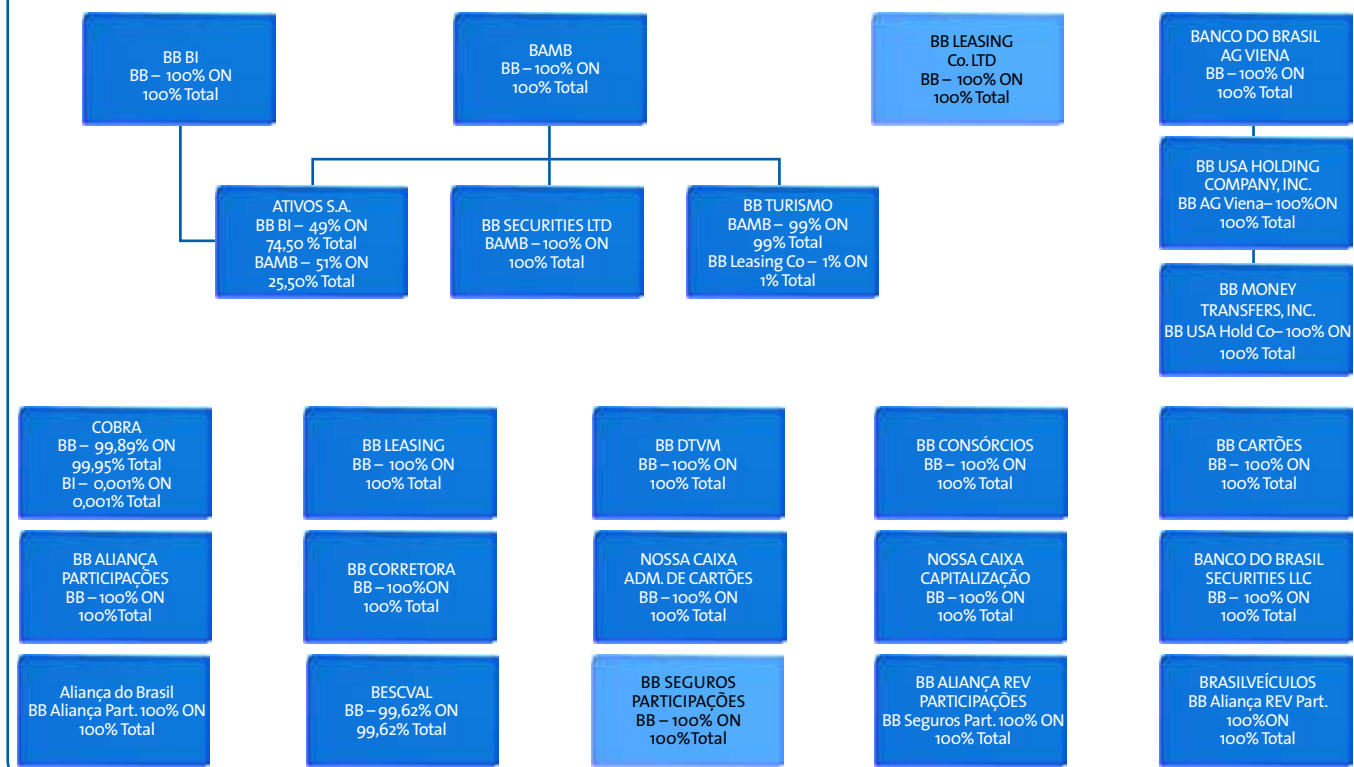 BB BI
BB – 100% ON
100% Total
BAMB
BB – 100% ON
100% Total
BB LEASING
Co. LTD
BB – 100% ON
100% Total
BANCO DO BRASIL
AG VIENA
BB – 100% ON
100% Total
ATIVOS S.A.
BB BI – 49% ON
74,50 % Total
BAMB – 51% ON
25,50% Total
BB SECURITIES LTD
BAMB – 100% ON
100% Total
BB TURISMO
BAMB – 99% ON
99% Total
BB Leasing Co – 1% ON
1% Total
BB USA HOLDING
COMPANY, INC.
BB AG Viena– 100%ON
100% Total
BB MONEY
TRANSFERS, INC.
BB USA Hold Co– 100% ON
100% Total
COBRA
BB – 99,89% ON
99,95% Total
BI – 0,001% ON
0,001% Total
BB LEASING
BB – 100% ON
100% Total
BB DTVM
BB – 100% ON
100% Total
BB CONSÓRCIOS
BB – 100% ON
100% Total
BB CARTÕES
BB – 100% ON
100% Total
BB ALIANÇA
PARTICIPAÇÕES
BB – 100% ON
100%Total
BB CORRETORA
BB – 100%ON
100% Total
NOSSA CAIXA
ADM. DE CARTÕES
BB – 100% ON
100% Total
NOSSA CAIXA
CAPITALIZAÇÃO
BB – 100% ON
100% Total
BANCO DO BRASIL
SECURITIES LLC
BB – 100% ON
100% Total
Aliança do Brasil
BB Aliança Part. 100% ON
100% Total
BESCVAL
BB – 99,62% ON
99,62% Total
BB SEGUROS
PARTICIPAÇÕES
BB – 100% ON
100%Total
BB ALIANÇA REV
PARTICIPAÇÕES
BB Seguros Part. 100% ON
100% Total
BRASILVEÍCULOS
BB Aliança REV Part.
100%ON
100% Total